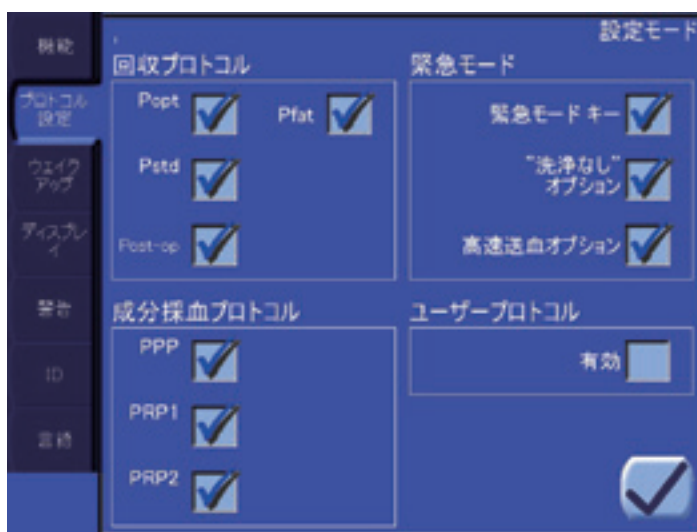 設定モード
機能
プロトコル
設定
ウエイク
アップ
ディスプレ
イ
警告
ID
言語
回収プロトコル
Popt
Pfat
Pstd
Post-op
緊急モード
緊急モード キー
"洗浄なし"
オプション
高速送血オプション
成分採血プロトコル
PPP
PRP1
PRP2
ユーザープロトコル
有効